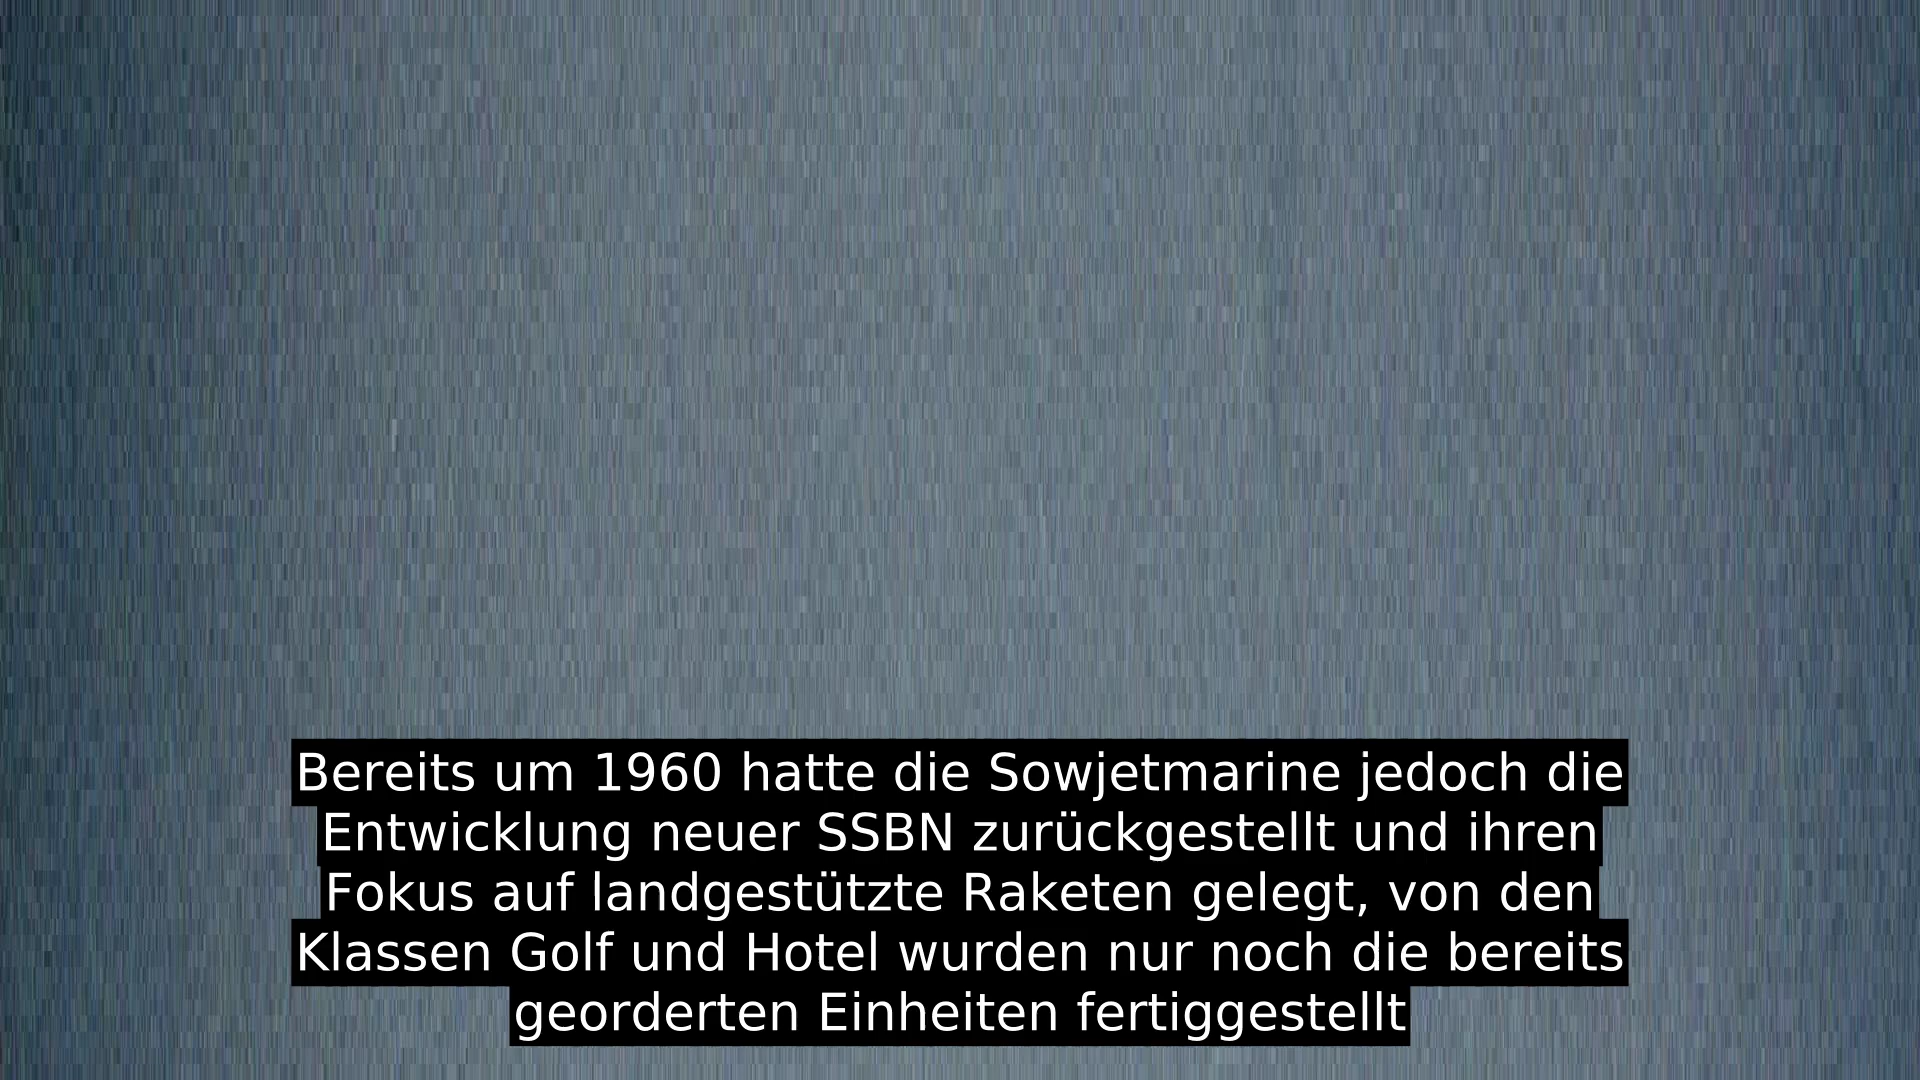 Bereits um 1960 hatte die Sowjetmarine jedoch die
Entwicklung neuer SSBN zurückgestellt und ihren
Fokus auf landgestützte Raketen gelegt, von den
Klassen Golf und Hotel wurden nur noch die bereits
georderten Einheiten fertiggestellt